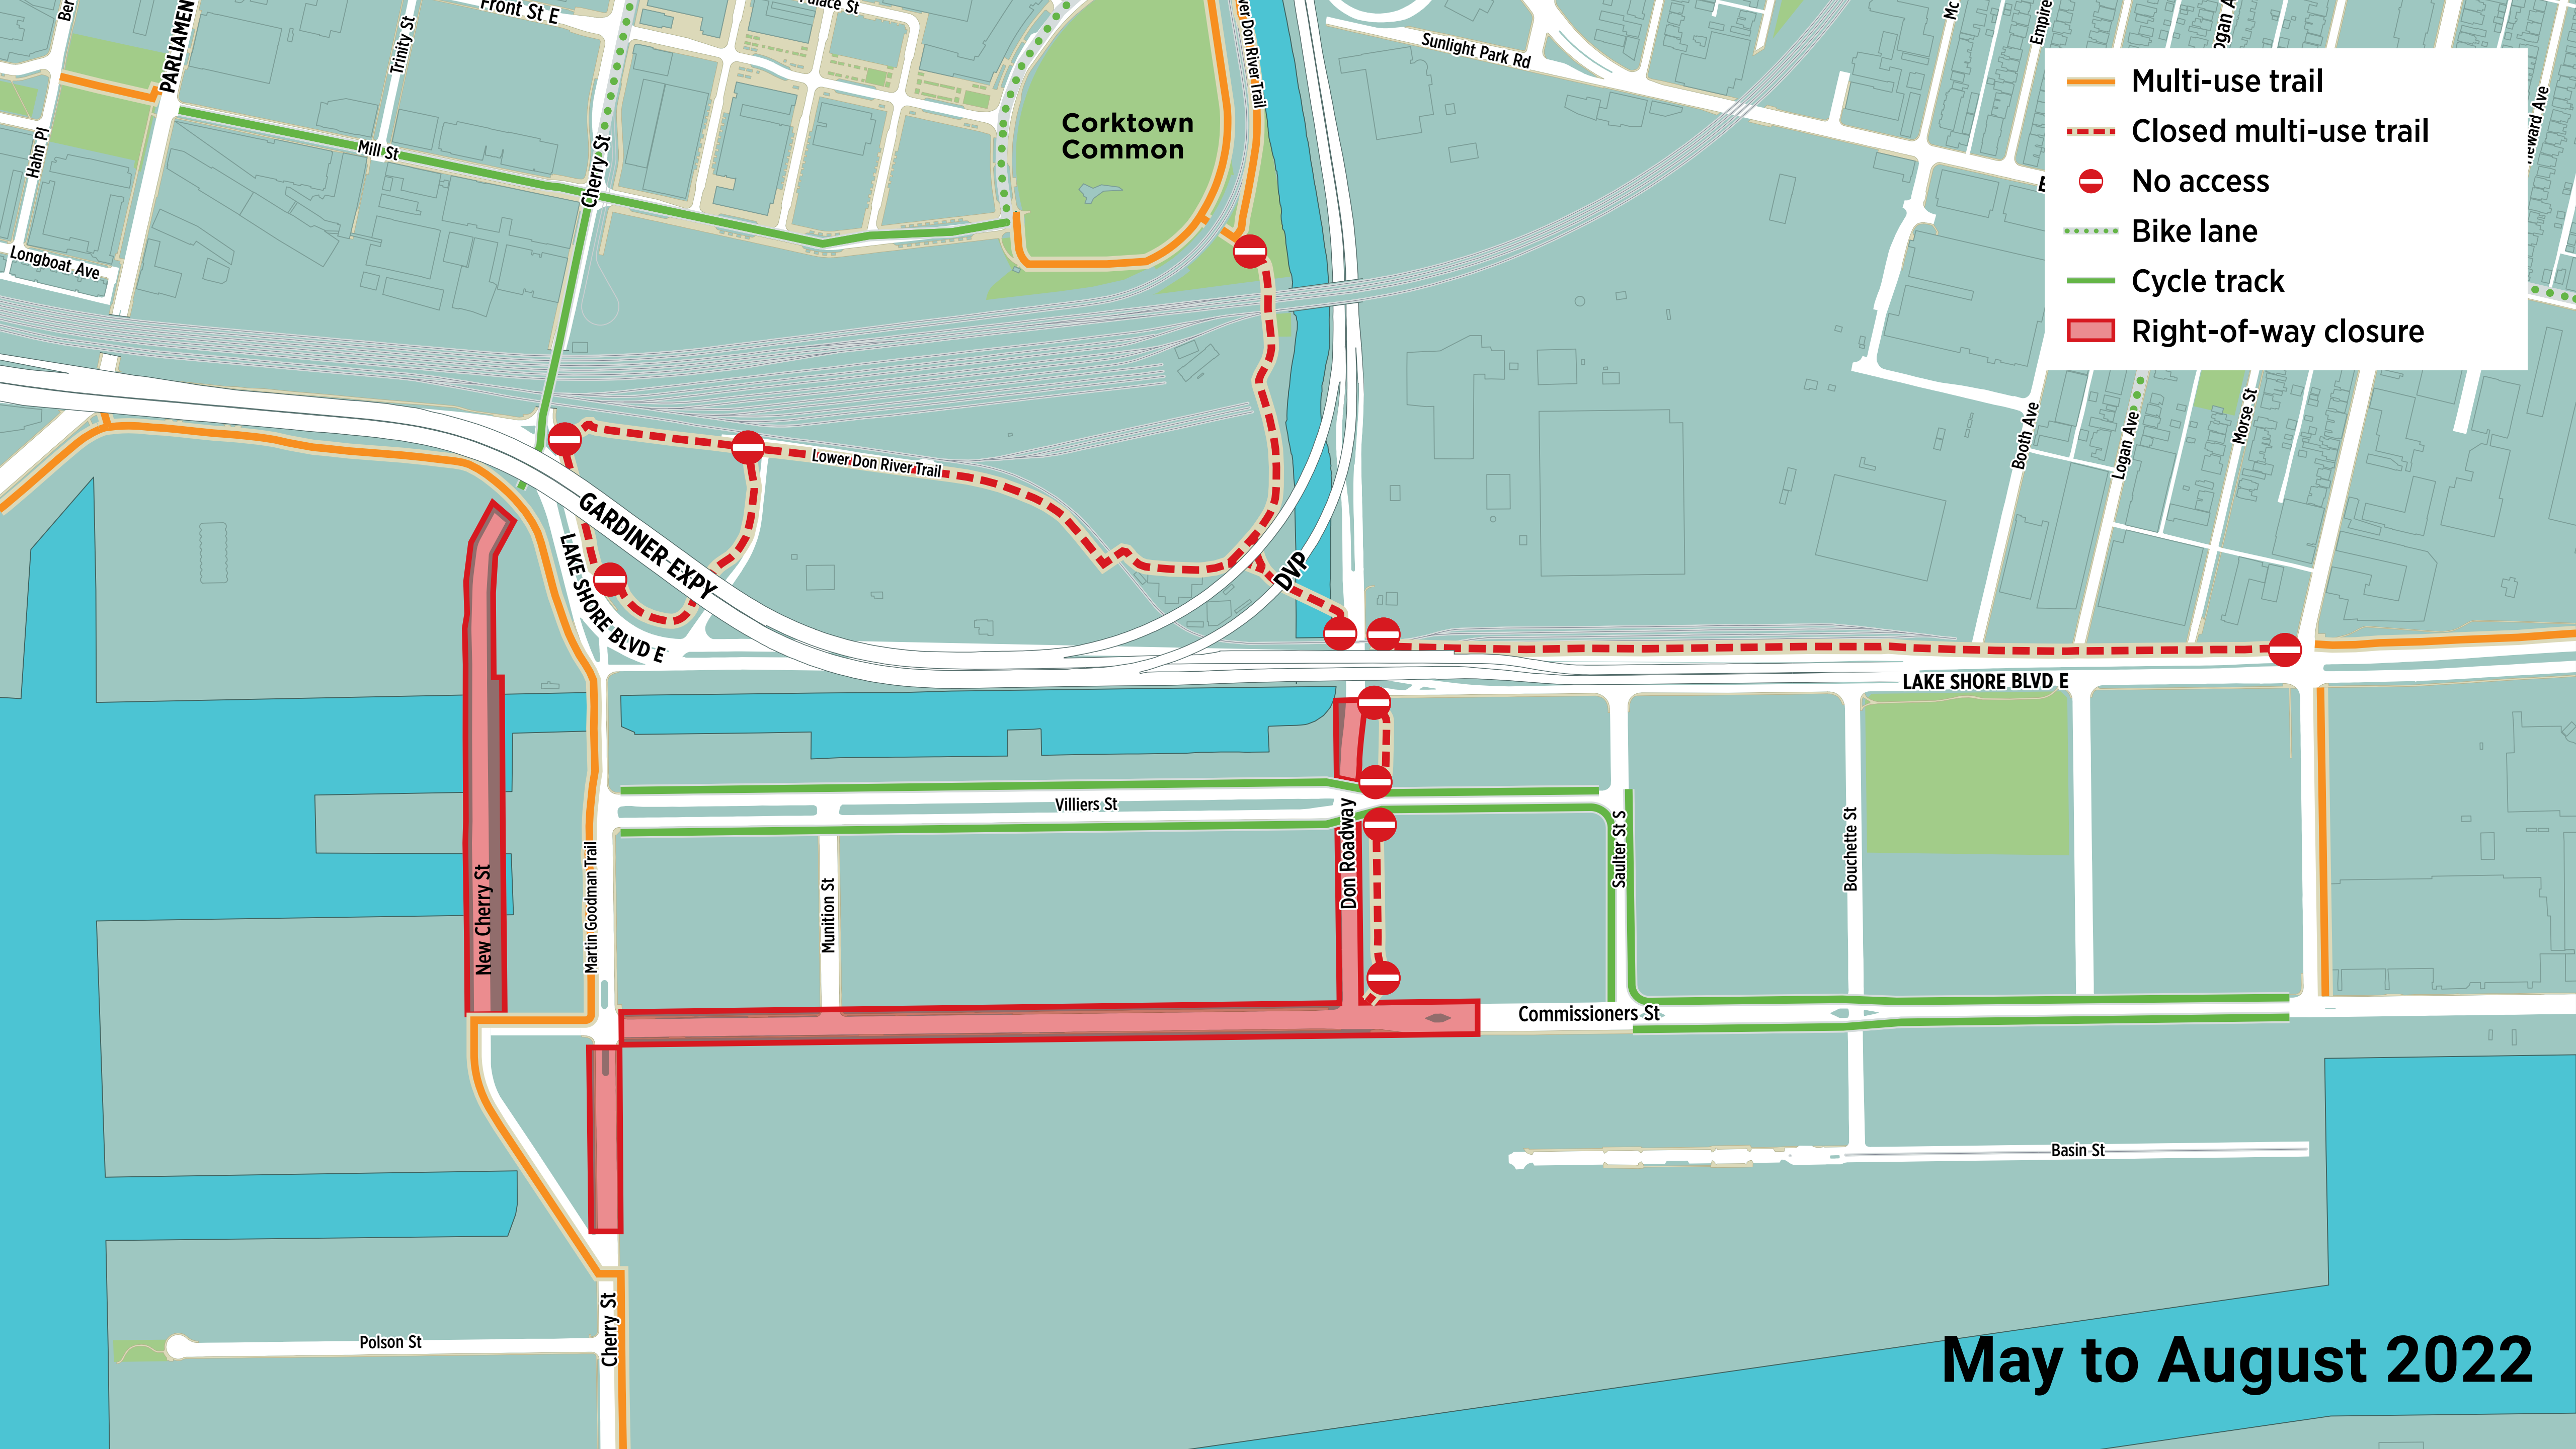 Front St E
Trinity St
Mill St
Cherry St
Hahn Pl
Longboat Ave
Corktown
Common
Sunlight Park Rd
Multi-use trail
Closed multi-use trail
No access
Bike lane
Cycle track
Right-of-way closure
Booth Ave
Logan Ave
Morse St
Lower Don River Trail
GARDINER EXPY
LAKE SHORE BLVD E
DVP
LAKE SHORE BLVD E
Villiers St
New Cherry St
Martin Goodman Trail
Munition St
Don Roadway
Saulter St S
Bouchette St
Commissioners St
Basin St
Cherry St
Polson St
May to August 2022